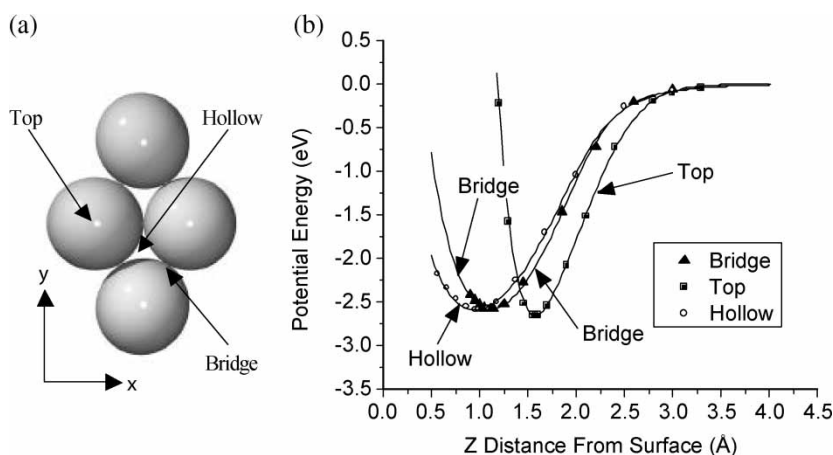 (a)
Top
Hollow
y
x
Bridge
(b)
Potential Energy (eV)
0.5
0.0
-0.5
-1.0
-1.5
-2.0
-2.5
-3.0
-3.5
0.0 0.5 1.0 1.5 2.0 2.5 3.0 3.5 4.0 4.5
Z Distance From Surface (Å)
Bridge
Top
Hollow
Bridge
Bridge
Top
Hollow